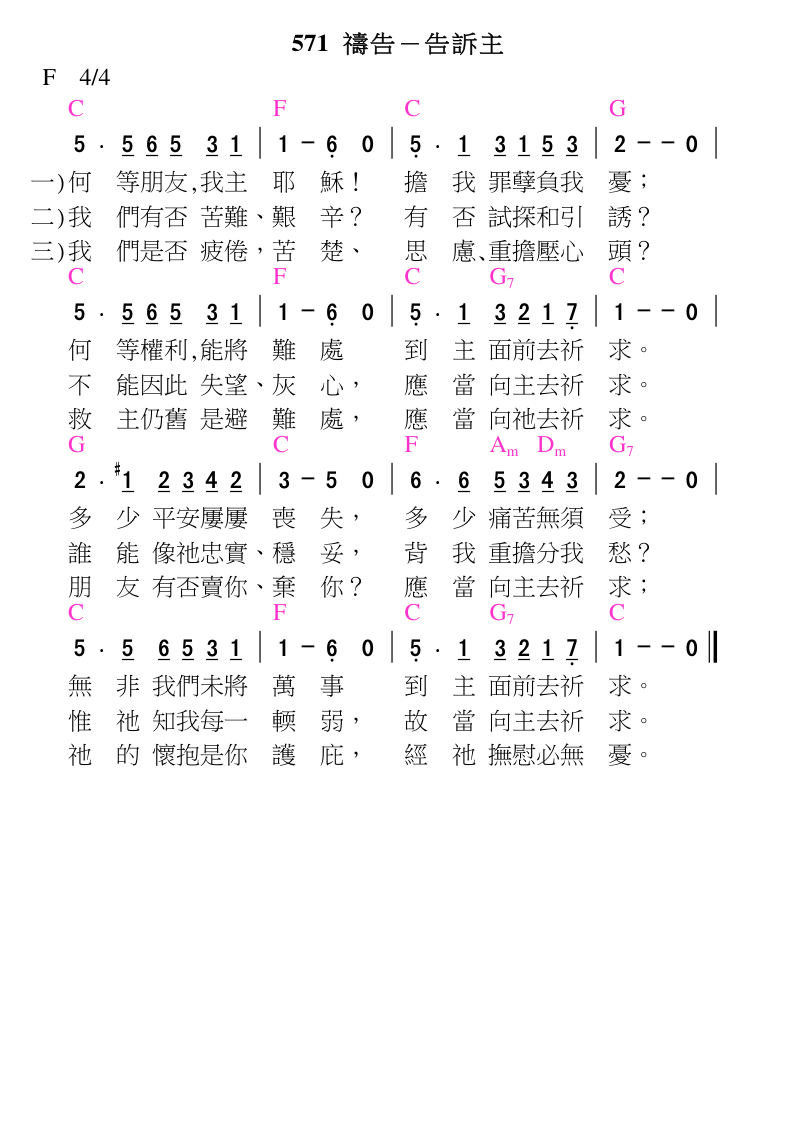 571 禱告－告訴主
F 4/4
C F C G
5 · 5 6 5 3 1 | 1 － 6 0 | 5 · 1 3 1 5 3 | 2 － － 0 |
一)何 等朋友,我主 耶 穌！ 擔 我 罪孽負我 憂；
二)我 們有否 苦難、艱 辛？ 有 否 試探和引 誘？
三)我 們是否 疲倦，苦 楚、 思 慮、重擔壓心 頭？
C F C G7 C
5 · 5 6 5 3 1 | 1 － 6 0 | 5 · 1 3 2 1 7 | 1 － － 0 |
何 等權利,能將 難 處 到 主 面前去祈 求。
不 能因此 失望、灰 心， 應 當 向主去祈 求。
救 主仍舊 是避 難 處， 應 當 向祂去祈 求。
G C F Am Dm G7
2 · #1 2 3 4 2 | 3 － 5 0 | 6 · 6 5 3 4 3 | 2 － － 0 |
多 少 平安屢屢 喪 失， 多 少 痛苦無須 受；
誰 能 像祂忠實、穩 妥， 背 我 重擔分我 愁？
朋 友 有否賣你、棄 你？ 應 當 向主去祈 求；
C F C G7 C
5 · 5 6 5 3 1 | 1 － 6 0 | 5 · 1 3 2 1 7 | 1 － － 0 ‖
無 非 我們未將 萬 事 到 主 面前去祈 求。
惟 祂 知我每一 輭 弱， 故 當 向主去祈 求。
祂 的 懷抱是你 護 庇， 經 祂 撫慰必無 憂。